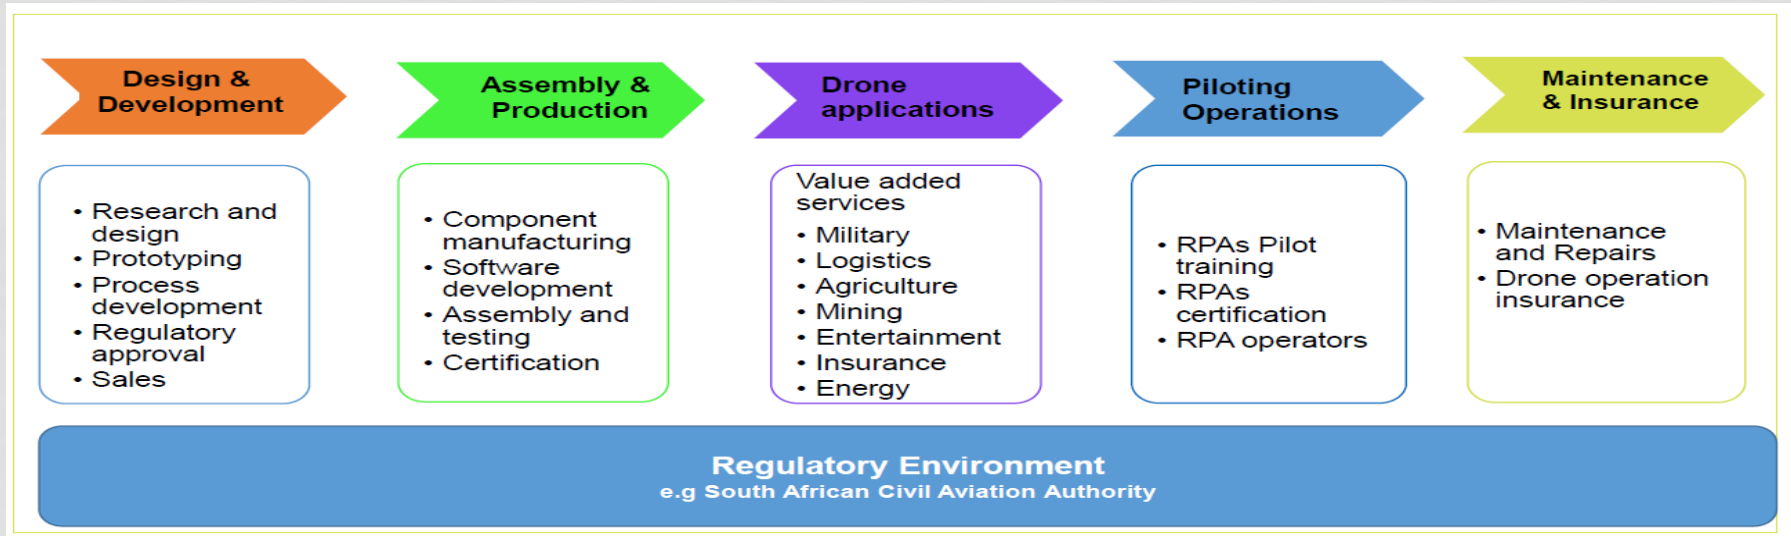 Design &
Development
Assembly &
Production
Drone
applications
Piloting
Operations
Maintenance
& Insurance
• Research and
design
• Prototyping
• Process
development
• Regulatory
approval
• Sales
• Component
manufacturing
• Software
development
• Assembly and
testing
• Certification
Value added
services
• Military
• Logistics
• Agriculture
• Mining
• Entertainment
• Insurance
• Energy
• RPAs Pilot
training
• RPAs
certification
• RPA operators
• Maintenance
and Repairs
• Drone operation
insurance
Regulatory Environment
e.g South African Civil Aviation Authority